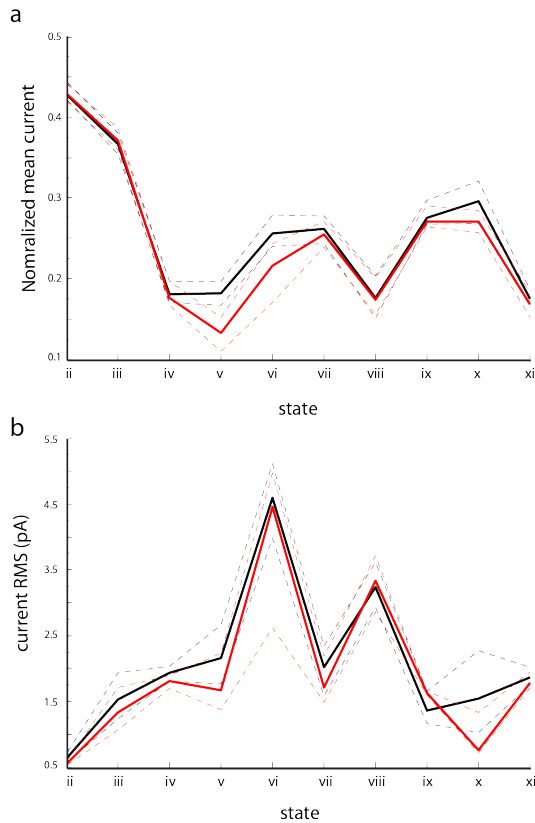 a
0.5
0.4
0.3
0.2
0.1
Nomralized mean current
ii iii iv v vi vii viii ix x xi
state
b
5.5
4.5
3.5
2.5
1.5
0.5
current RMS (pA)
ii iii iv v vi vii viii ix x xi
state